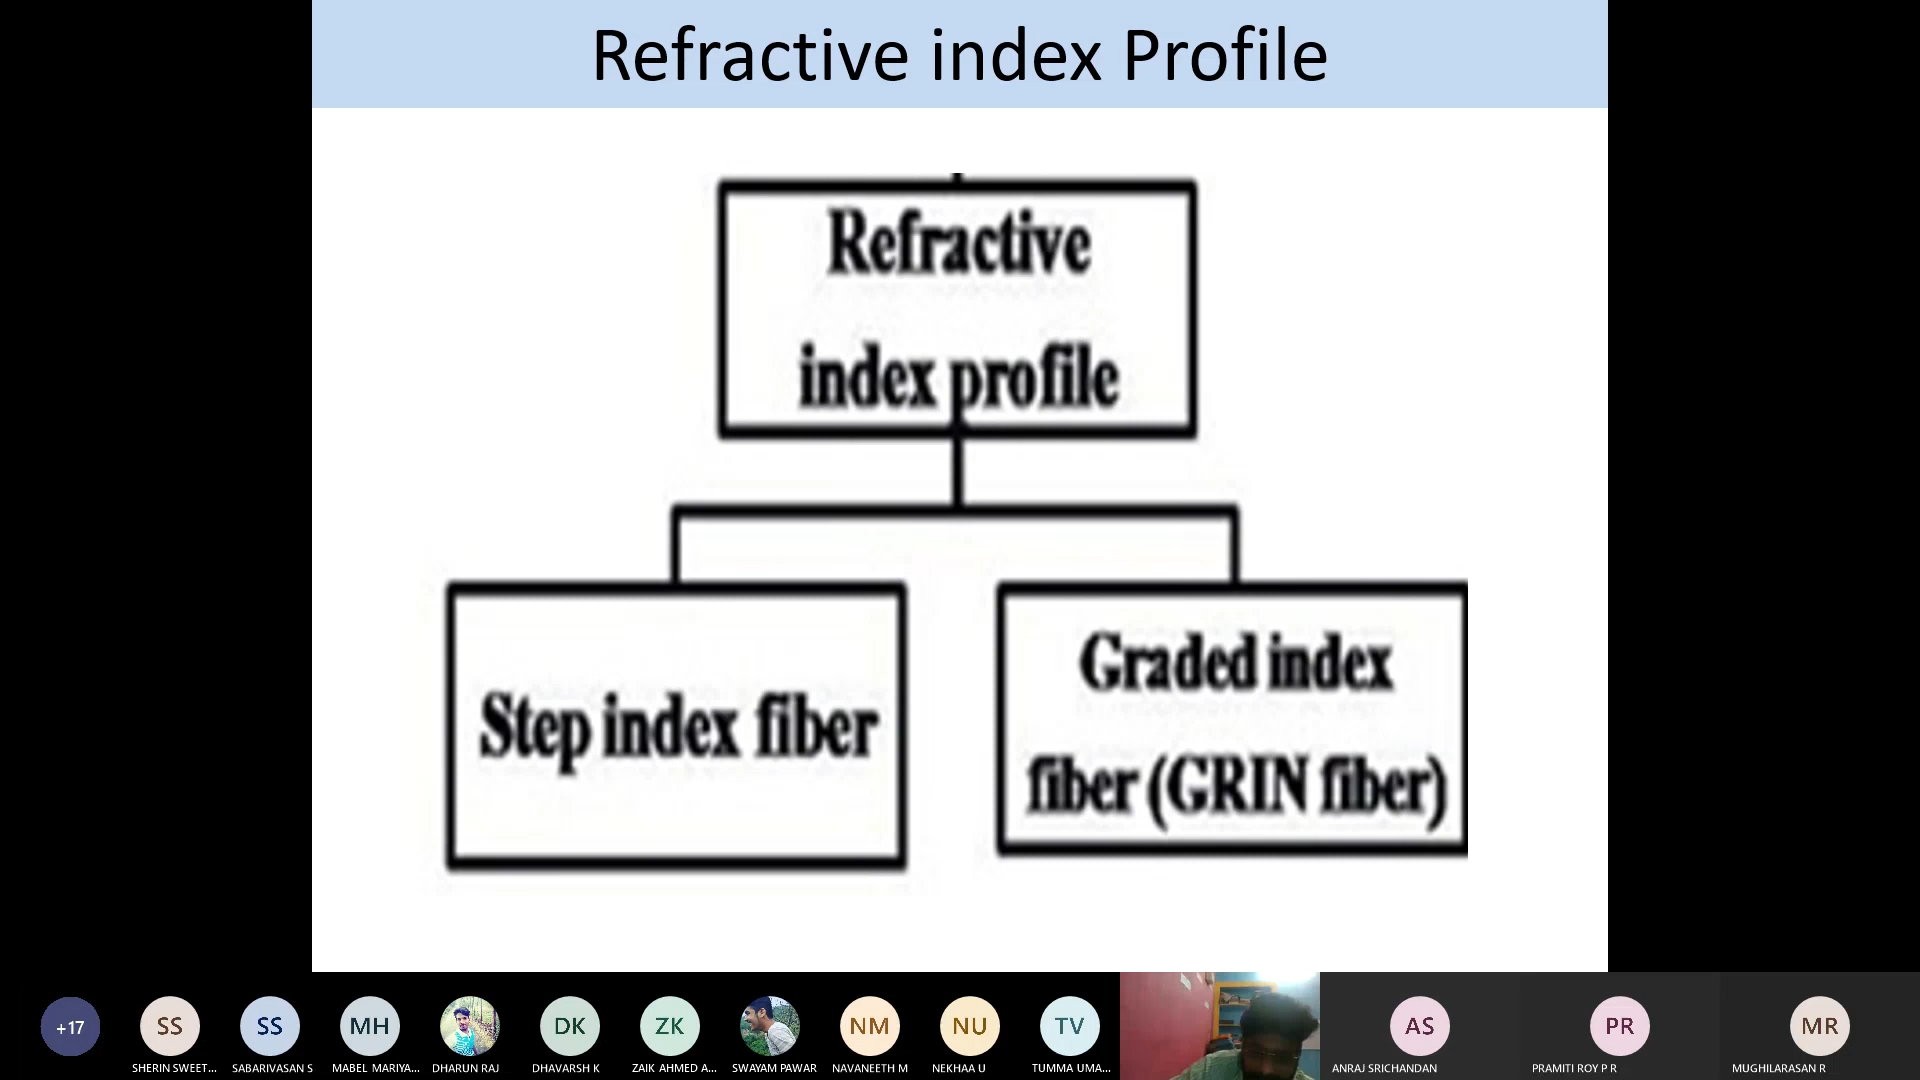 Refractive index Profile
Refractive
index profile
Step index fiber
Graded index
fiber (GRIN fiber)
+17
SS
SS
MH
DK
ZK
NM
NU
TV
AS
PR
MR
SHERIN SWEET...
SABARIVASAN S
MABEL MARIYA...
DHARUN RAJ
DHAVARSH K
ZAIK AHMED A...
SWAYAM PAWAR
NAVANEETH M
NEKHAA U
TUMMA UMA...
ANRAJ SRICHANDAN
PRAMITI ROY P R
MUGHILARASAN R